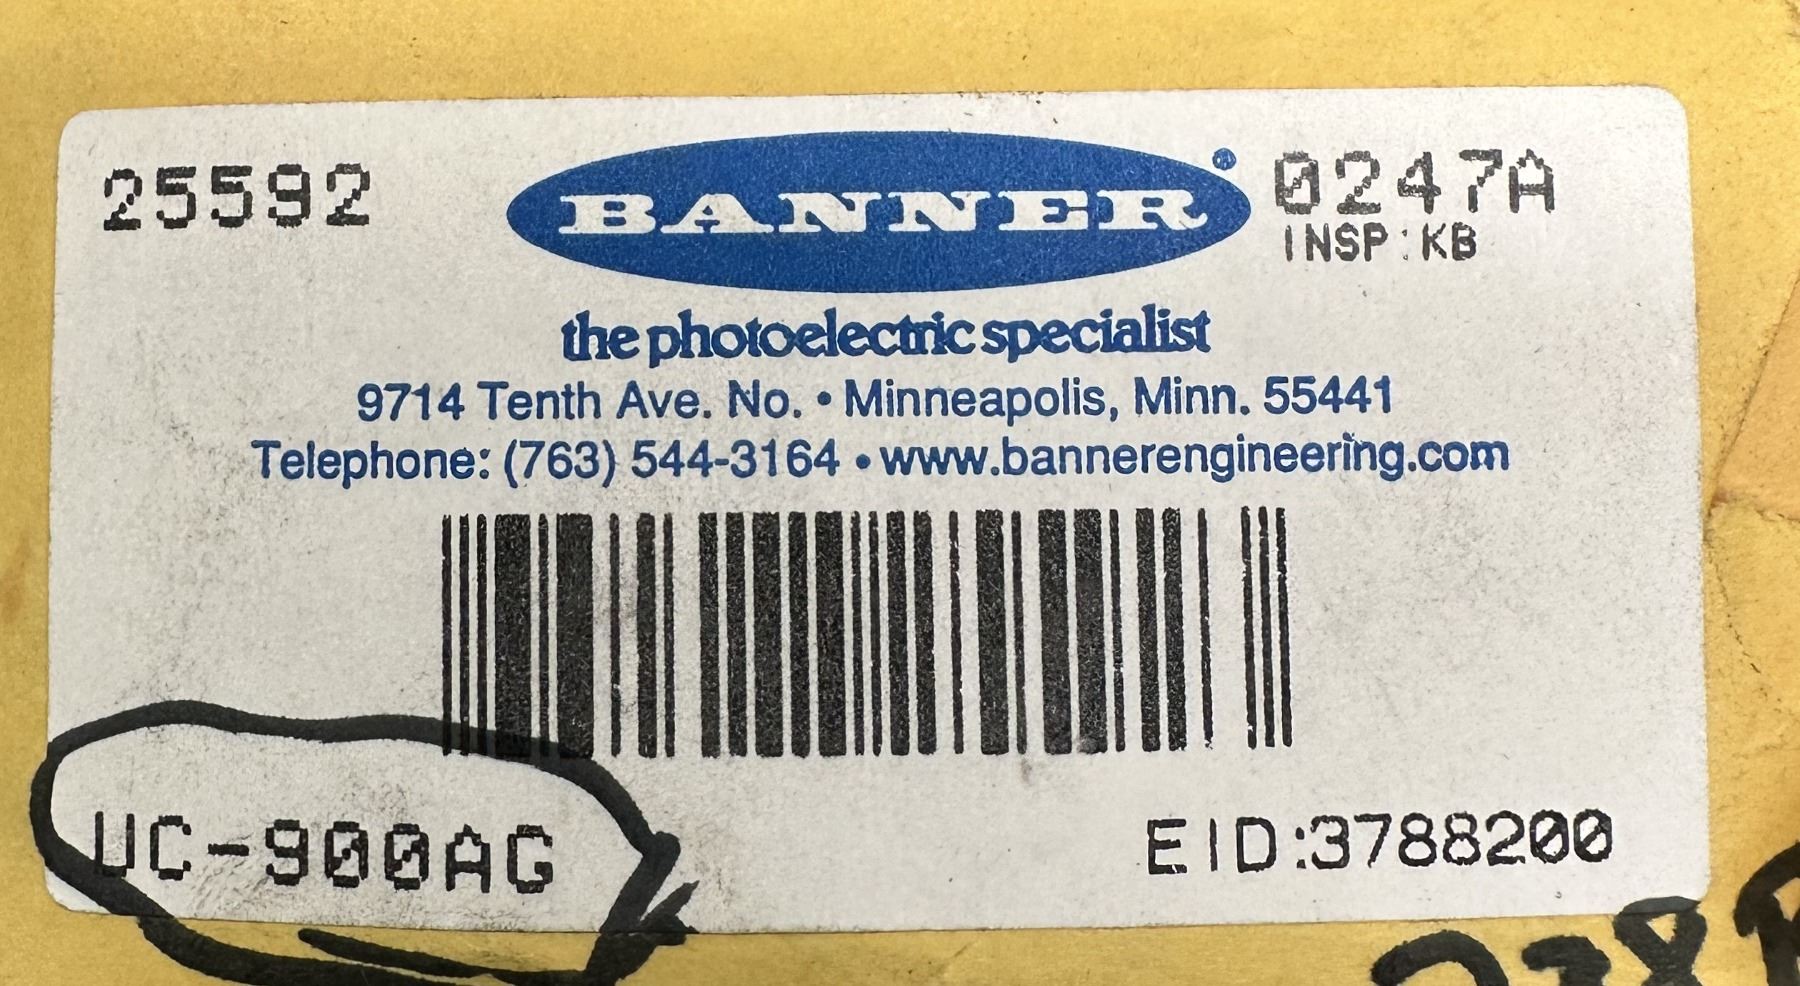 25592
BANNER®
0247A
INSP:KB
the photoelectric specialist
9714 Tenth Ave. No. • Minneapolis, Minn. 55441
Telephone: (763) 544-3164 • www.bannerengineering.com
UC-900AG
EID:3788200